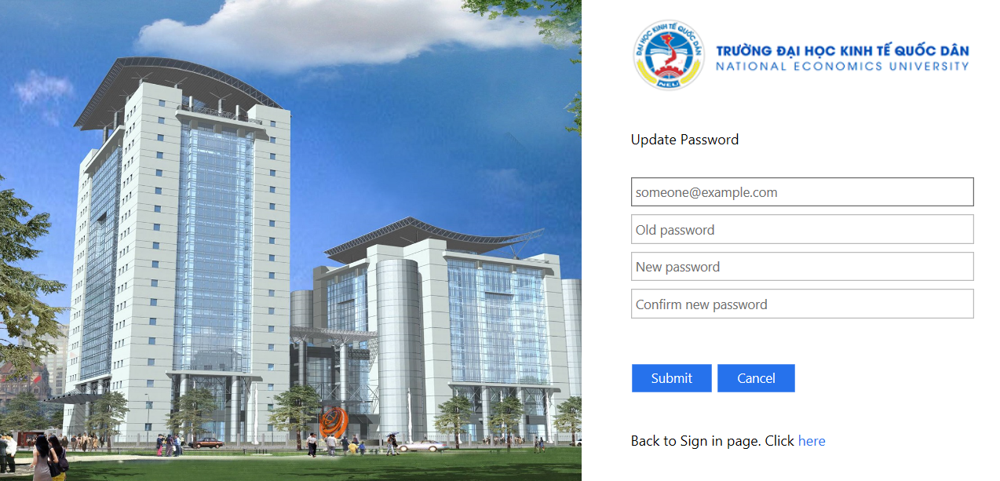 ĐẠI HỌC KINH TẾ QUỐC DÂN
NEU
TRƯỜNG ĐẠI HỌC KINH TẾ QUỐC DÂN
NATIONAL ECONOMICS UNIVERSITY
Update Password
someone@example.com
Old password
New password
Confirm new password
Submit Cancel
Back to Sign in page. Click here